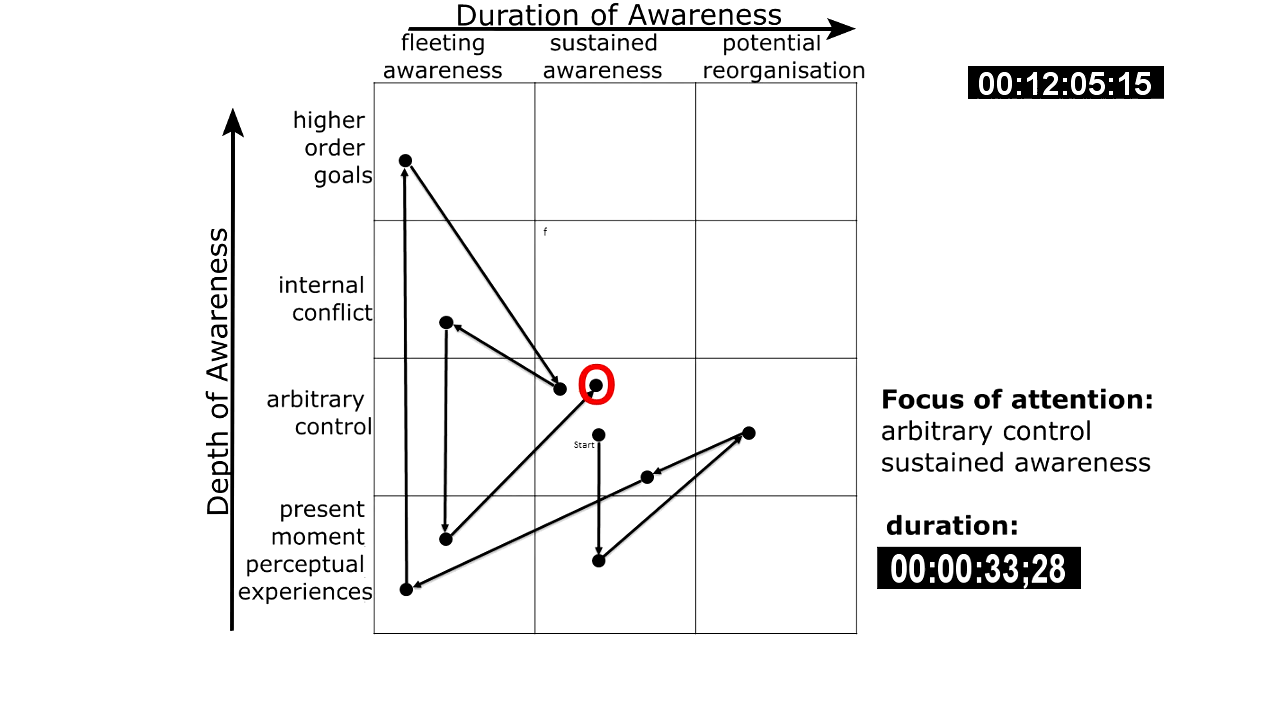 Duration of Awareness
fleeting
awareness
sustained
awareness
potential
reorganisation
00:12:05:15
Depth of Awareness
higher
order
goals
f
internal
conflict
arbitrary
control
Start
present
moment
perceptual
experiences
Focus of attention:
arbitrary control
sustained awareness
duration:
00:00:33;28